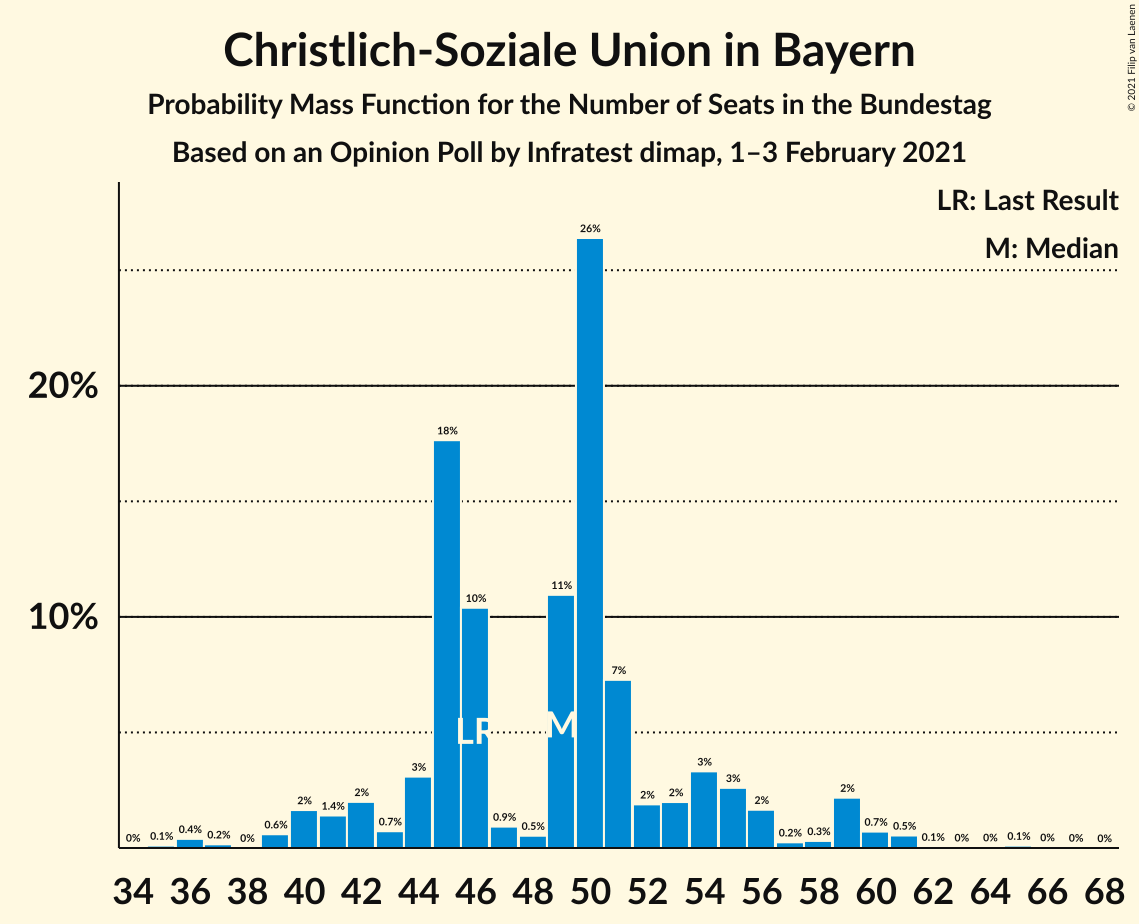 Christlich-Soziale Union in Bayern
Probability Mass Function for the Number of Seats in the Bundestag
Based on an Opinion Poll by Infratest dimap, 1–3 February 2021
© 2021 Filip van Laenen
LR: Last Result
M: Median
20%
10%
0% 0.1% 0.4% 0.2% 0% 0.6% 2% 1.4% 2% 0.7% 3% 18% 10% 0.9% 0.5% 11% 26% 7% 2% 2% 3% 3% 2% 0.2% 0.3% 2% 0.7% 0.5% 0.1% 0% 0% 0.1% 0% 0% 0%
LR M
34 36 38 40 42 44 46 48 50 52 54 56 58 60 62 64 66 68